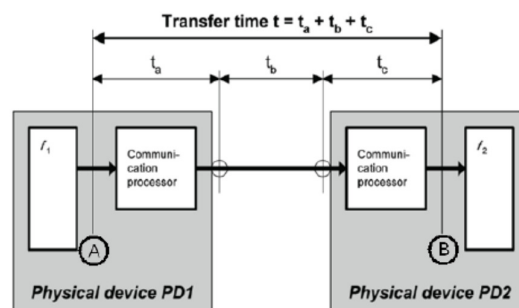 Transfer time t = ta + tb + tc
ta
tb
tc
f1
Communi-
cation
processor
Communi-
cation
processor
f2
A
B
Physical device PD1
Physical device PD2